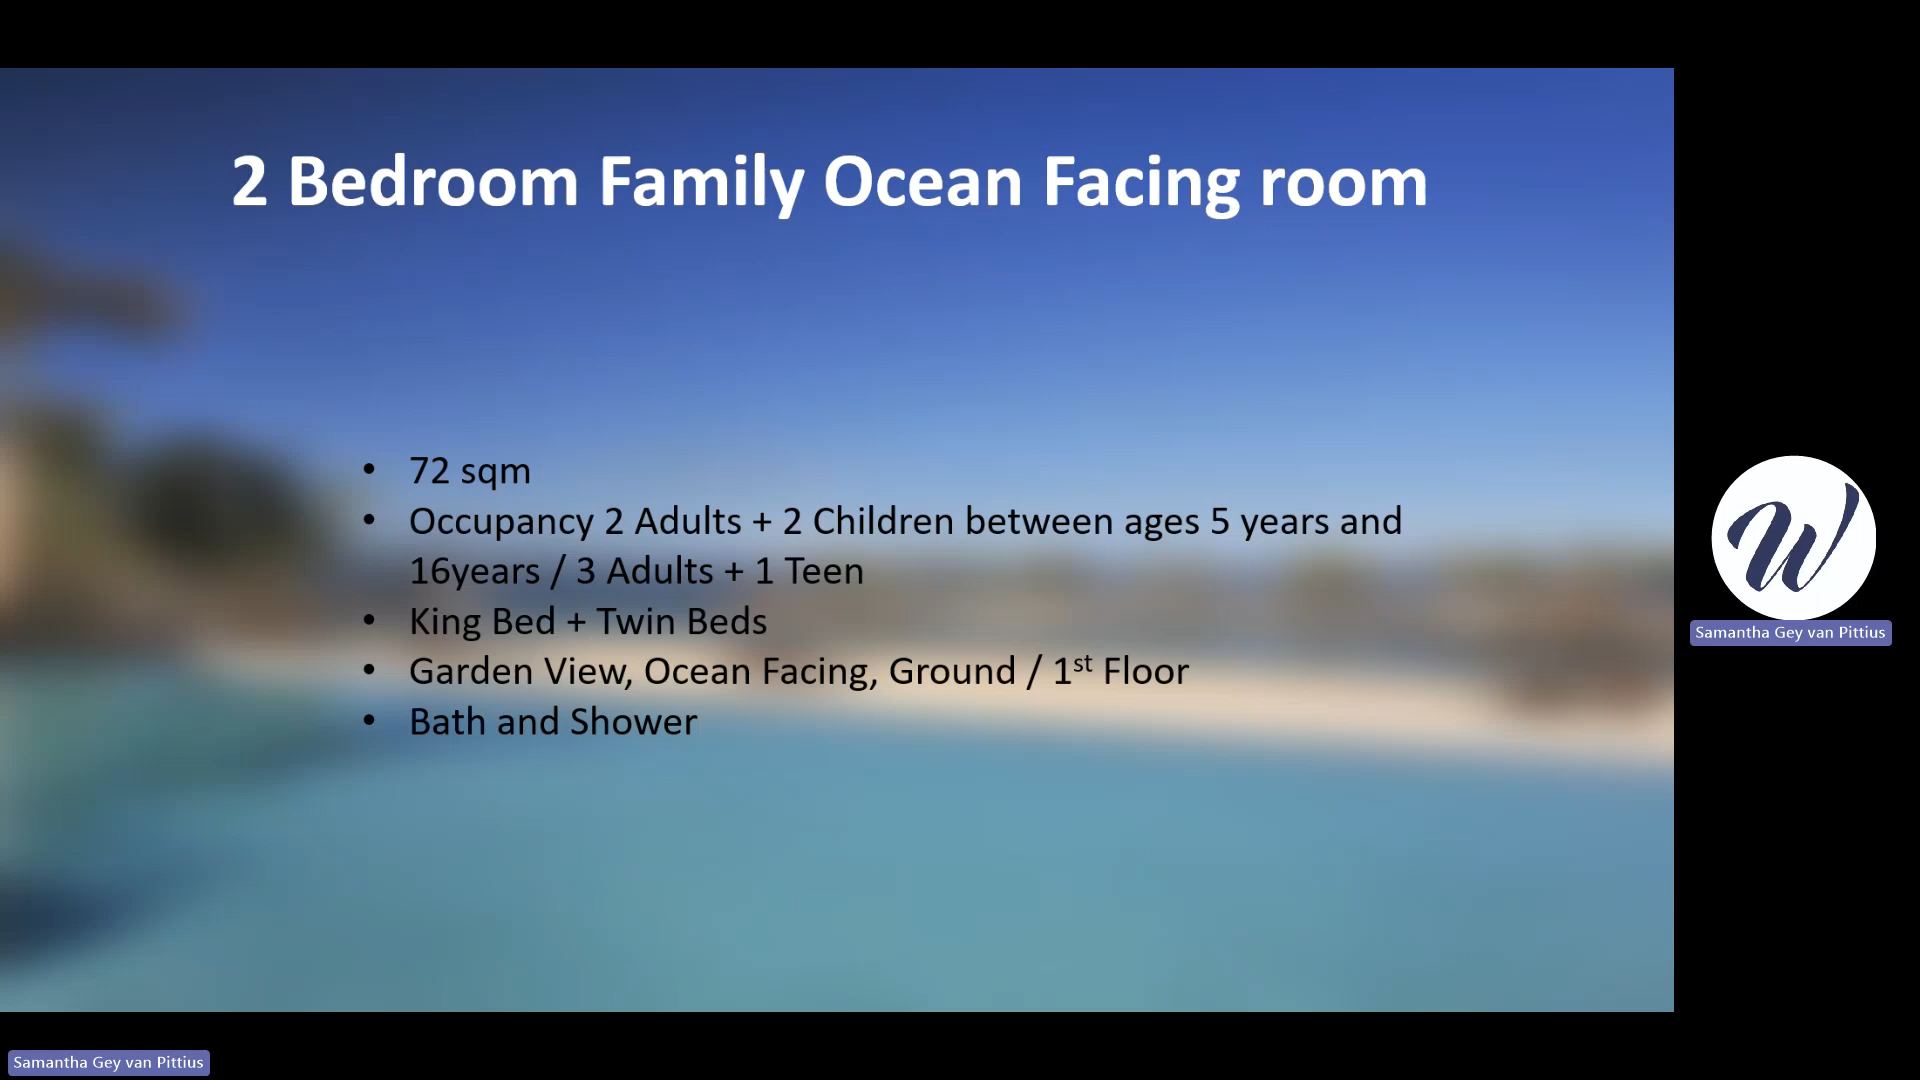 2 Bedroom Family Ocean Facing room
• 72 sqm
• Occupancy 2 Adults + 2 Children between ages 5 years and
16years / 3 Adults + 1 Teen
• King Bed + Twin Beds
• Garden View, Ocean Facing, Ground / 1st Floor
• Bath and Shower
W
Samantha Gey van Pittius
Samantha Gey van Pittius